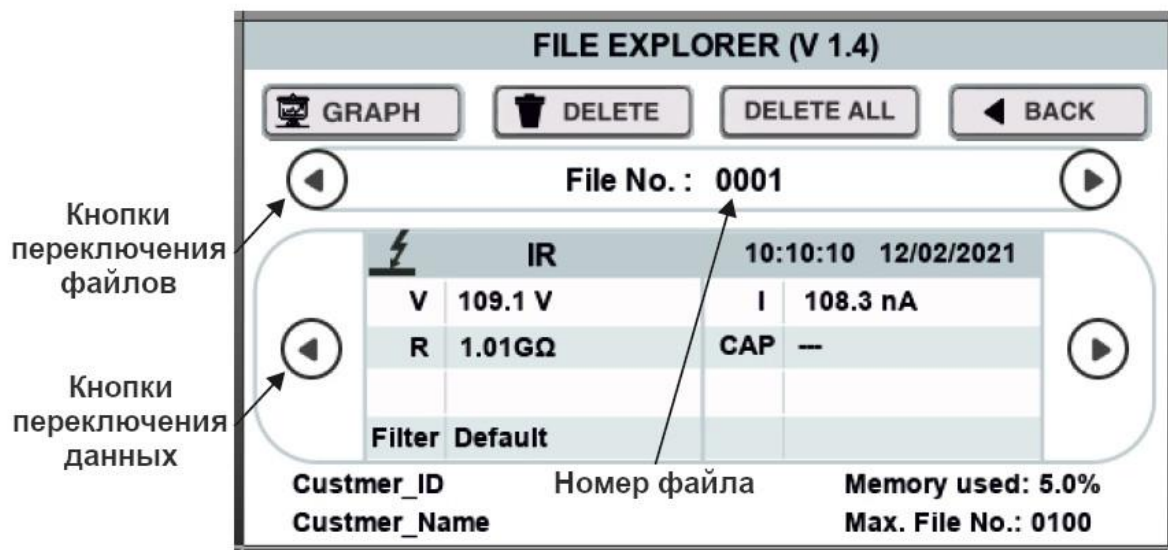 FILE EXPLORER (V 1.4)
GRAPH
DELETE
DELETE ALL
BACK
File No. : 0001
Кнопки
переключения
файлов
IR
10:10:10 12/02/2021
V 109.1 V
I 108.3 nA
R 1.01GΩ
CAP ---
Кнопки
переключения
данных
Filter Default
Custmer_ID
Номер файла
Memory used: 5.0%
Custmer_Name
Max. File No.: 0100